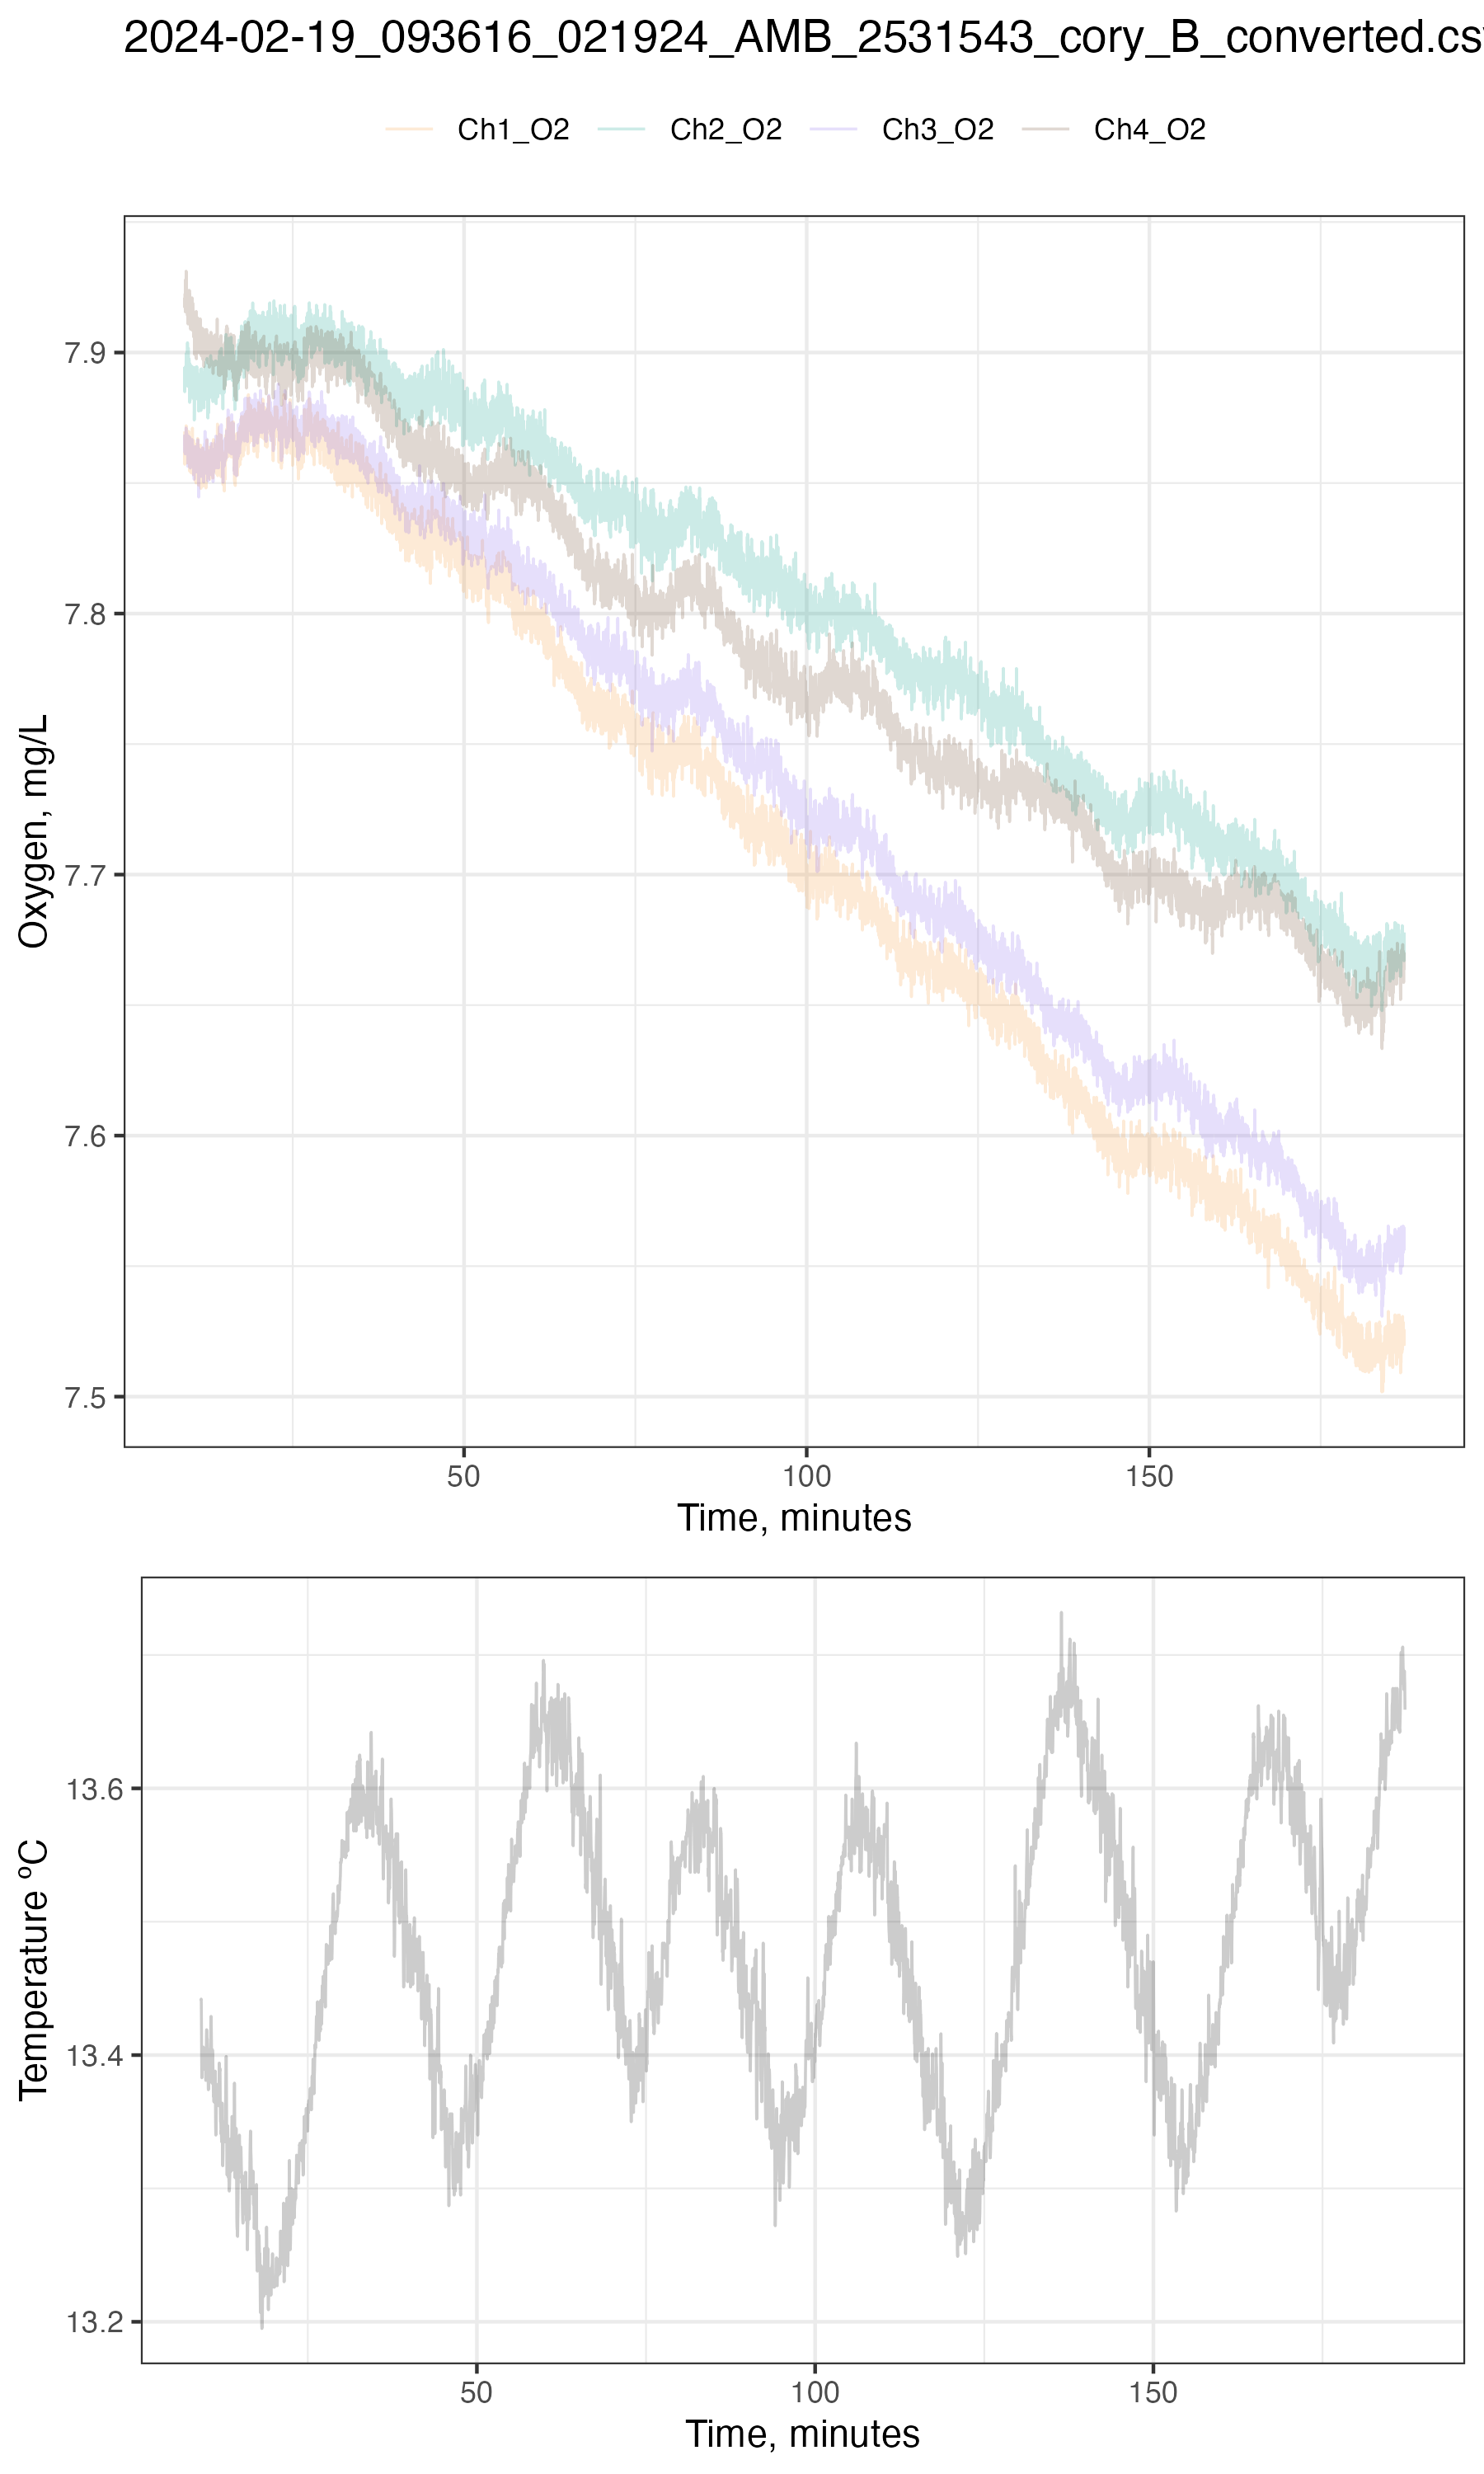 2024-02-19_093616_021924_AMB_2531543_cory_B_converted.cs
Ch1_O2 Ch2_O2 Ch3_O2 Ch4_O2
7.9
7.8
7.7
7.6
7.5
Oxygen, mg/L
50 100 150
Time, minutes
13.6
13.4
13.2
Temperature ºC
50 100 150
Time, minutes